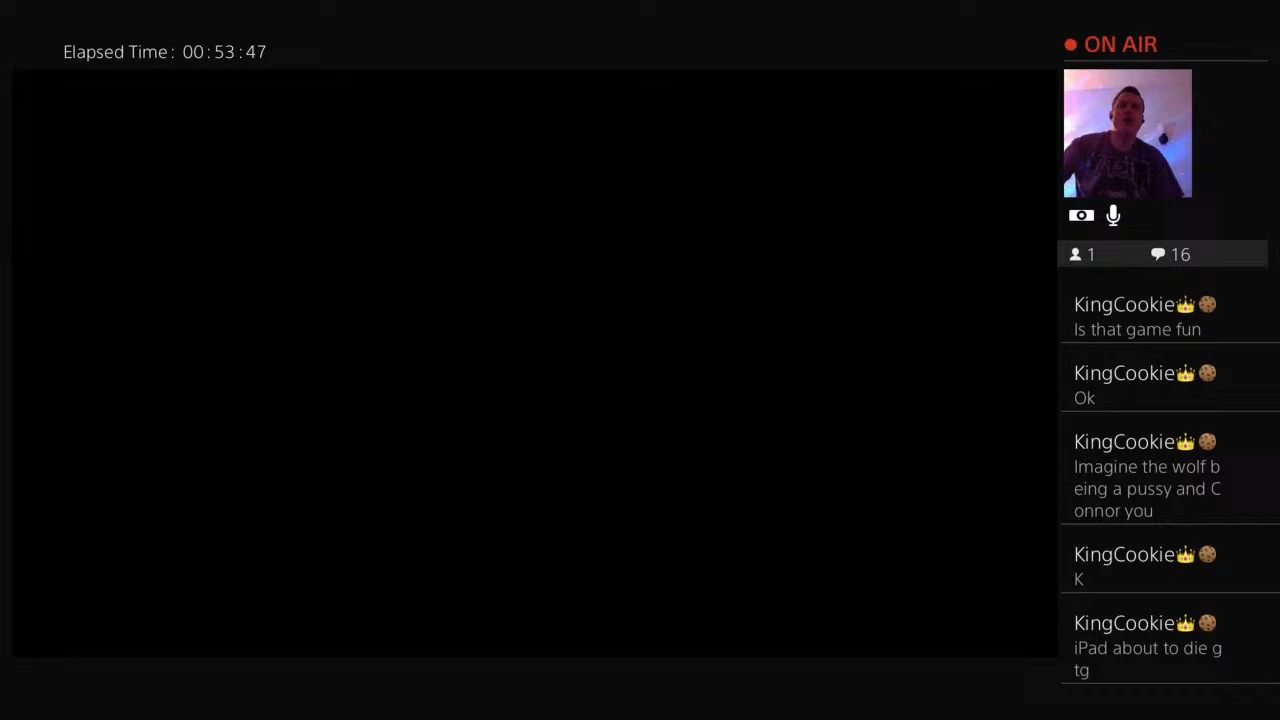 Elapsed Time: 00:53:47
ON AIR
1 16
KingCookie👑🍪
Is that game fun
KingCookie👑🍪
Ok
KingCookie👑🍪
Imagine the wolf b
eing a pussy and C
onnor you
KingCookie👑🍪
K
KingCookie👑🍪
iPad about to die g
tg